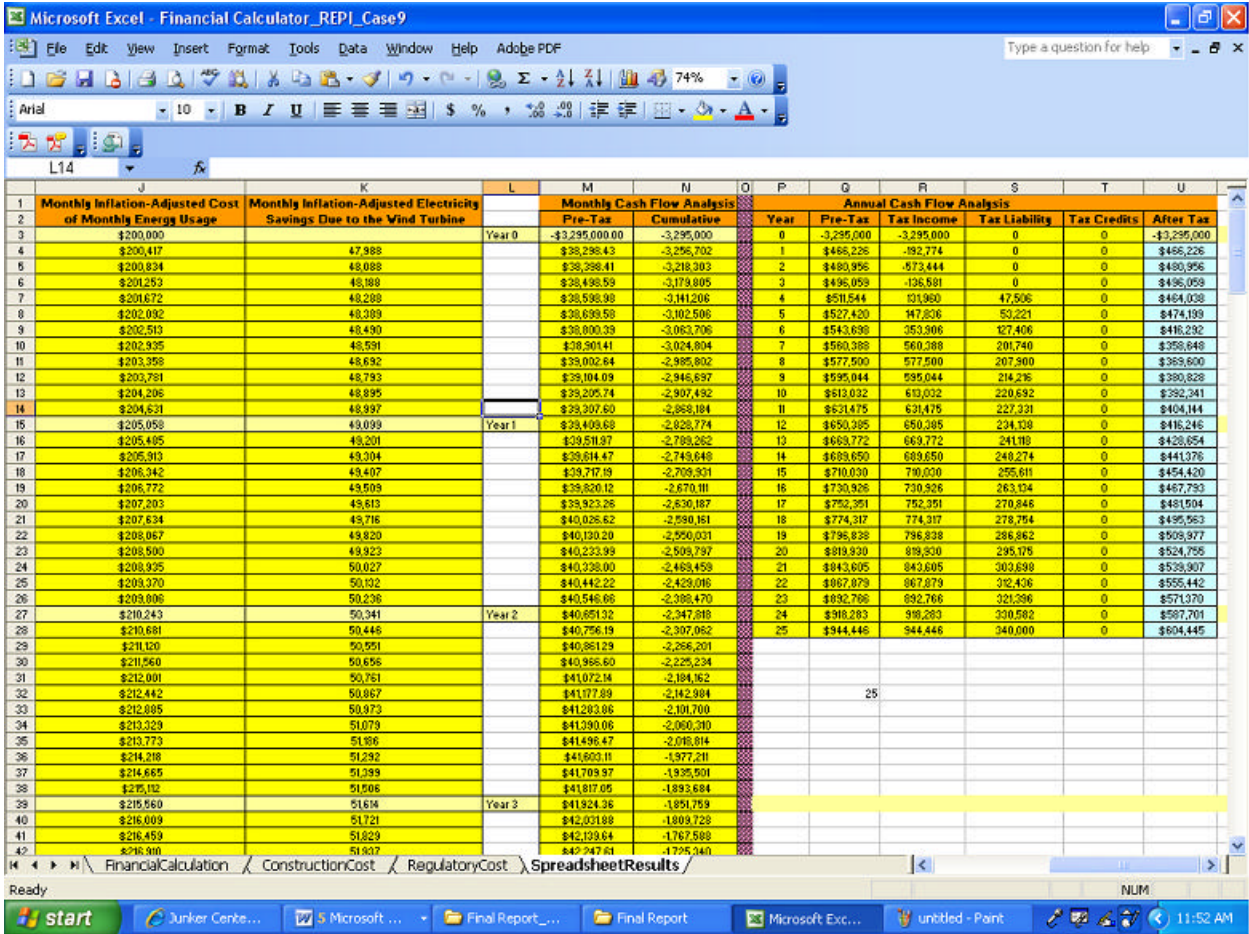 Microsoft Excel - Financial Calculator_REPI_Case9
File Edit View Insert Format Tools Data Window Help Adobe PDF Type a question for help
74%
Arial 10 B I U $ % ,
L14 fx
J K L M N O P Q R S T U
1 Monthly Inflation-Adjusted Cost Monthly Inflation-Adjusted Electricity Monthly Cash Flow Analysis Annual Cash Flow Analysis
2 of Monthly Energy Usage Savings Due to the Wind Turbine Pre-Tax Cumulative Year Pre-Tax Tax Income Tax Liability Tax Credits After Tax
3 $200,000 Year 0 -$3,295,000.00 -3,295,000 0 -3,295,000 -3,295,000 0 0 -$3,295,000
4 $200,417 47,988 $38,298.43 -3,256,702 1 $466,226 -192,774 0 0 $466,226
5 $200,834 48,088 $38,398.41 -3,218,303 2 $480,956 -573,444 0 0 $480,956
6 $201,253 48,188 $38,498.59 -3,179,805 3 $496,059 -136,581 0 0 $496,059
7 $201,672 48,288 $38,598.98 -3,141,206 4 $511,544 131,960 47,506 0 $464,038
8 $202,092 48,389 $38,699.58 -3,102,506 5 $527,420 147,836 53,221 0 $474,199
9 $202,513 48,490 $38,800.39 -3,063,706 6 $543,698 353,906 127,406 0 $416,292
10 $202,935 48,591 $38,901.41 -3,024,804 7 $560,388 560,388 201,740 0 $358,648
11 $203,358 48,692 $39,002.64 -2,985,802 8 $577,500 577,500 207,900 0 $369,600
12 $203,781 48,793 $39,104.09 -2,946,697 9 $595,044 595,044 214,216 0 $380,828
13 $204,206 48,895 $39,205.74 -2,907,492 10 $613,032 613,032 220,692 0 $392,341
14 $204,631 48,997 $39,307.60 -2,868,184 11 $631,475 631,475 227,331 0 $404,144
15 $205,058 49,099 Year 1 $39,409.68 -2,828,774 12 $650,385 650,385 234,138 0 $416,246
16 $205,485 49,201 $39,511.97 -2,789,262 13 $669,772 669,772 241,118 0 $428,654
17 $205,913 49,304 $39,614.47 -2,749,648 14 $689,650 689,650 248,274 0 $441,376
18 $206,342 49,407 $39,717.19 -2,709,931 15 $710,030 710,030 255,611 0 $454,420
19 $206,772 49,509 $39,820.12 -2,670,111 16 $730,926 730,926 263,134 0 $467,793
20 $207,203 49,613 $39,923.26 -2,630,187 17 $752,351 752,351 270,846 0 $481,504
21 $207,634 49,716 $40,026.62 -2,590,161 18 $774,317 774,317 278,754 0 $495,563
22 $208,067 49,820 $40,130.20 -2,550,031 19 $796,838 796,838 286,862 0 $509,977
23 $208,500 49,923 $40,233.99 -2,509,797 20 $819,930 819,930 295,175 0 $524,755
24 $208,935 50,027 $40,338.00 -2,469,459 21 $843,605 843,605 303,698 0 $539,907
25 $209,370 50,132 $40,442.22 -2,429,016 22 $867,879 867,879 312,436 0 $555,442
26 $209,806 50,236 $40,546.66 -2,388,470 23 $892,766 892,766 321,396 0 $571,370
27 $210,243 50,341 Year 2 $40,651.32 -2,347,818 24 $918,283 918,283 330,582 0 $587,701
28 $210,681 50,446 $40,756.19 -2,307,062 25 $944,446 944,446 340,000 0 $604,445
29 $211,120 50,551 $40,861.29 -2,266,201
30 $211,560 50,656 $40,966.60 -2,225,234
31 $212,001 50,761 $41,072.14 -2,184,162
32 $212,442 50,867 $41,177.89 -2,142,984 25
33 $212,885 50,973 $41,283.86 -2,101,700
34 $213,329 51,079 $41,390.06 -2,060,310
35 $213,773 51,186 $41,496.47 -2,018,814
36 $214,218 51,292 $41,603.11 -1,977,211
37 $214,665 51,399 $41,709.97 -1,935,501
38 $215,112 51,506 $41,817.05 -1,893,684
39 $215,560 51,614 Year 3 $41,924.36 -1,851,759
40 $216,009 51,721 $42,031.88 -1,809,728
41 $216,459 51,829 $42,139.64 -1,767,588
42 $216,910 51,937 $42,247.61 -1,725,340
FinancialCalculation ConstructionCost RegulatoryCost SpreadsheetResults
Ready NUM
start Junker Cente... 5 Microsoft ... Final Report_... Final Report Microsoft Exc... untitled - Paint 11:52 AM